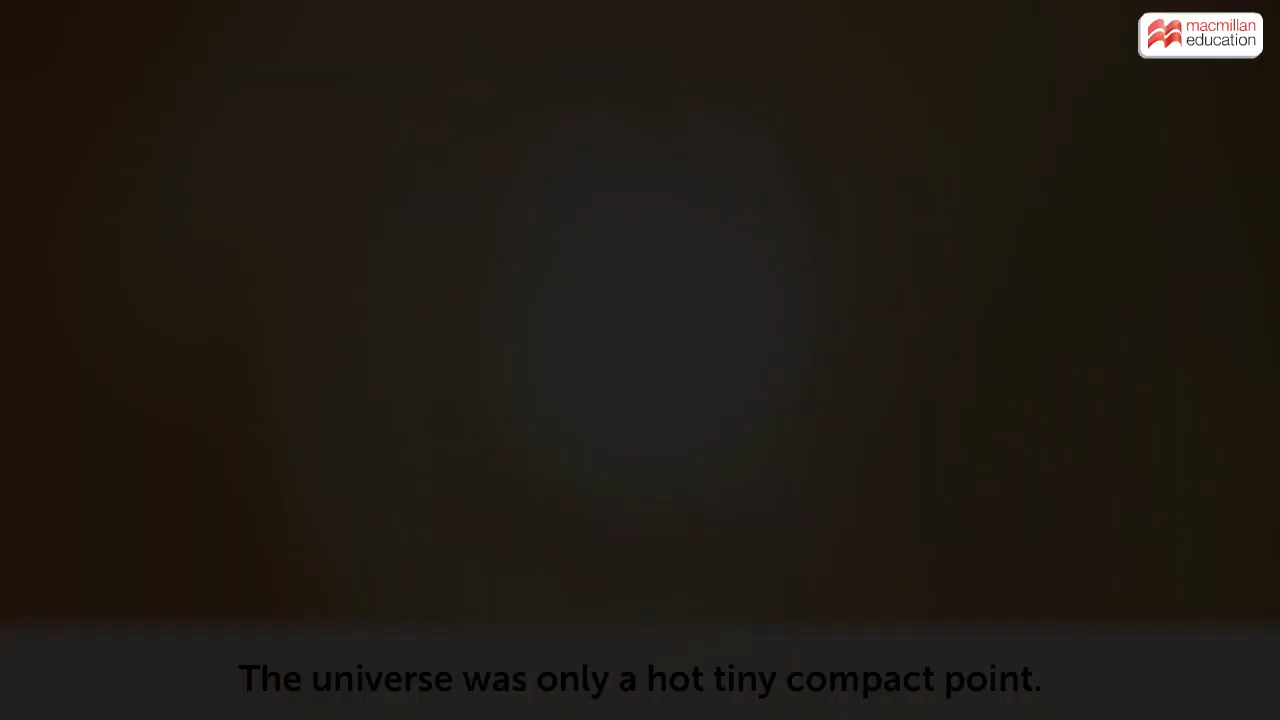 macmillan
education
The universe was only a hot tiny compact point.